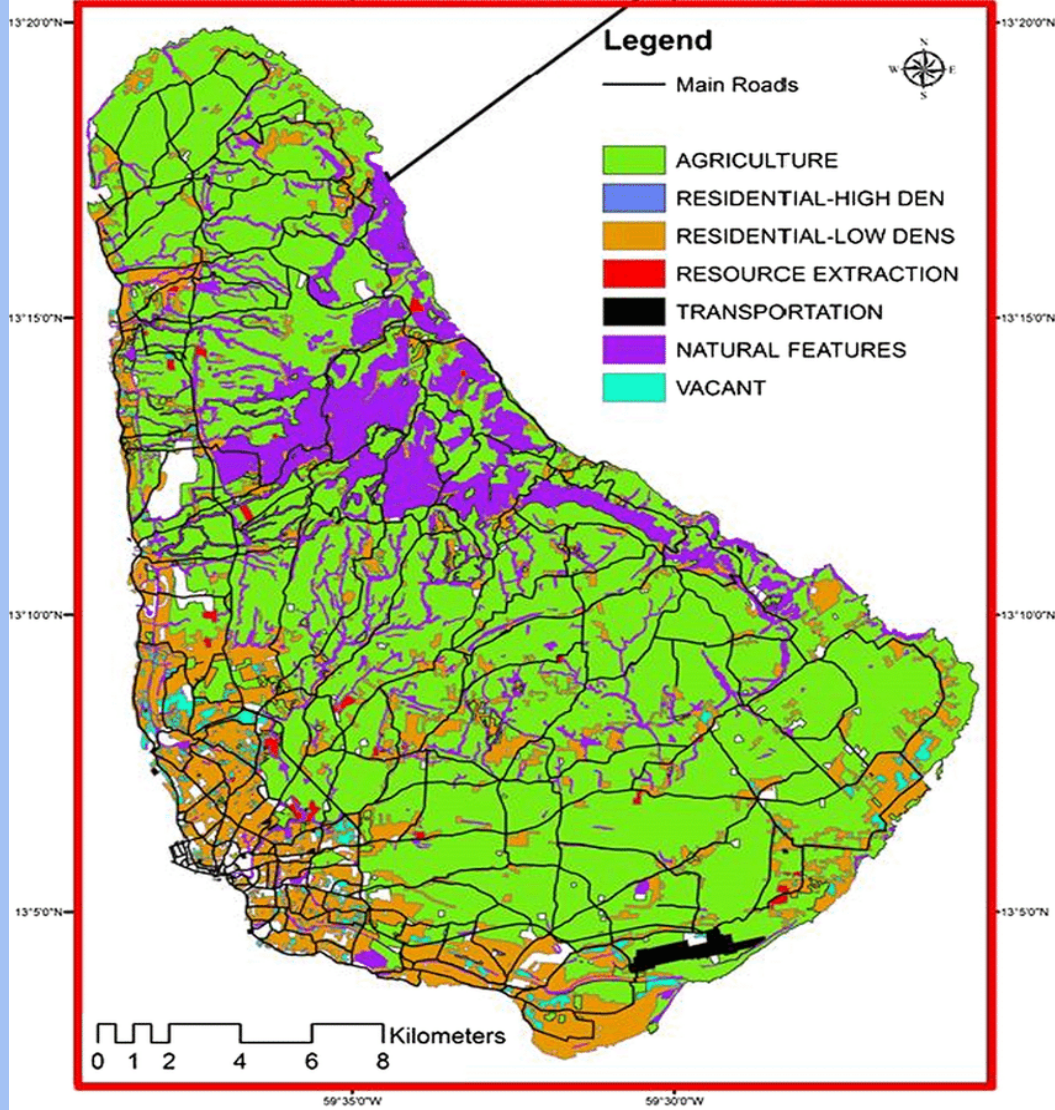 13°20'0"N
13°20'0"N
Legend
N
W
E
S
Main Roads
AGRICULTURE
RESIDENTIAL-HIGH DEN
RESIDENTIAL-LOW DENS
RESOURCE EXTRACTION
TRANSPORTATION
NATURAL FEATURES
VACANT
13°15'0"N
13°15'0"N
13°10'0"N
13°10'0"N
13°5'0"N
13°5'0"N
Kilometers
0 1 2 4 6 8
59°35'0"W
59°30'0"W